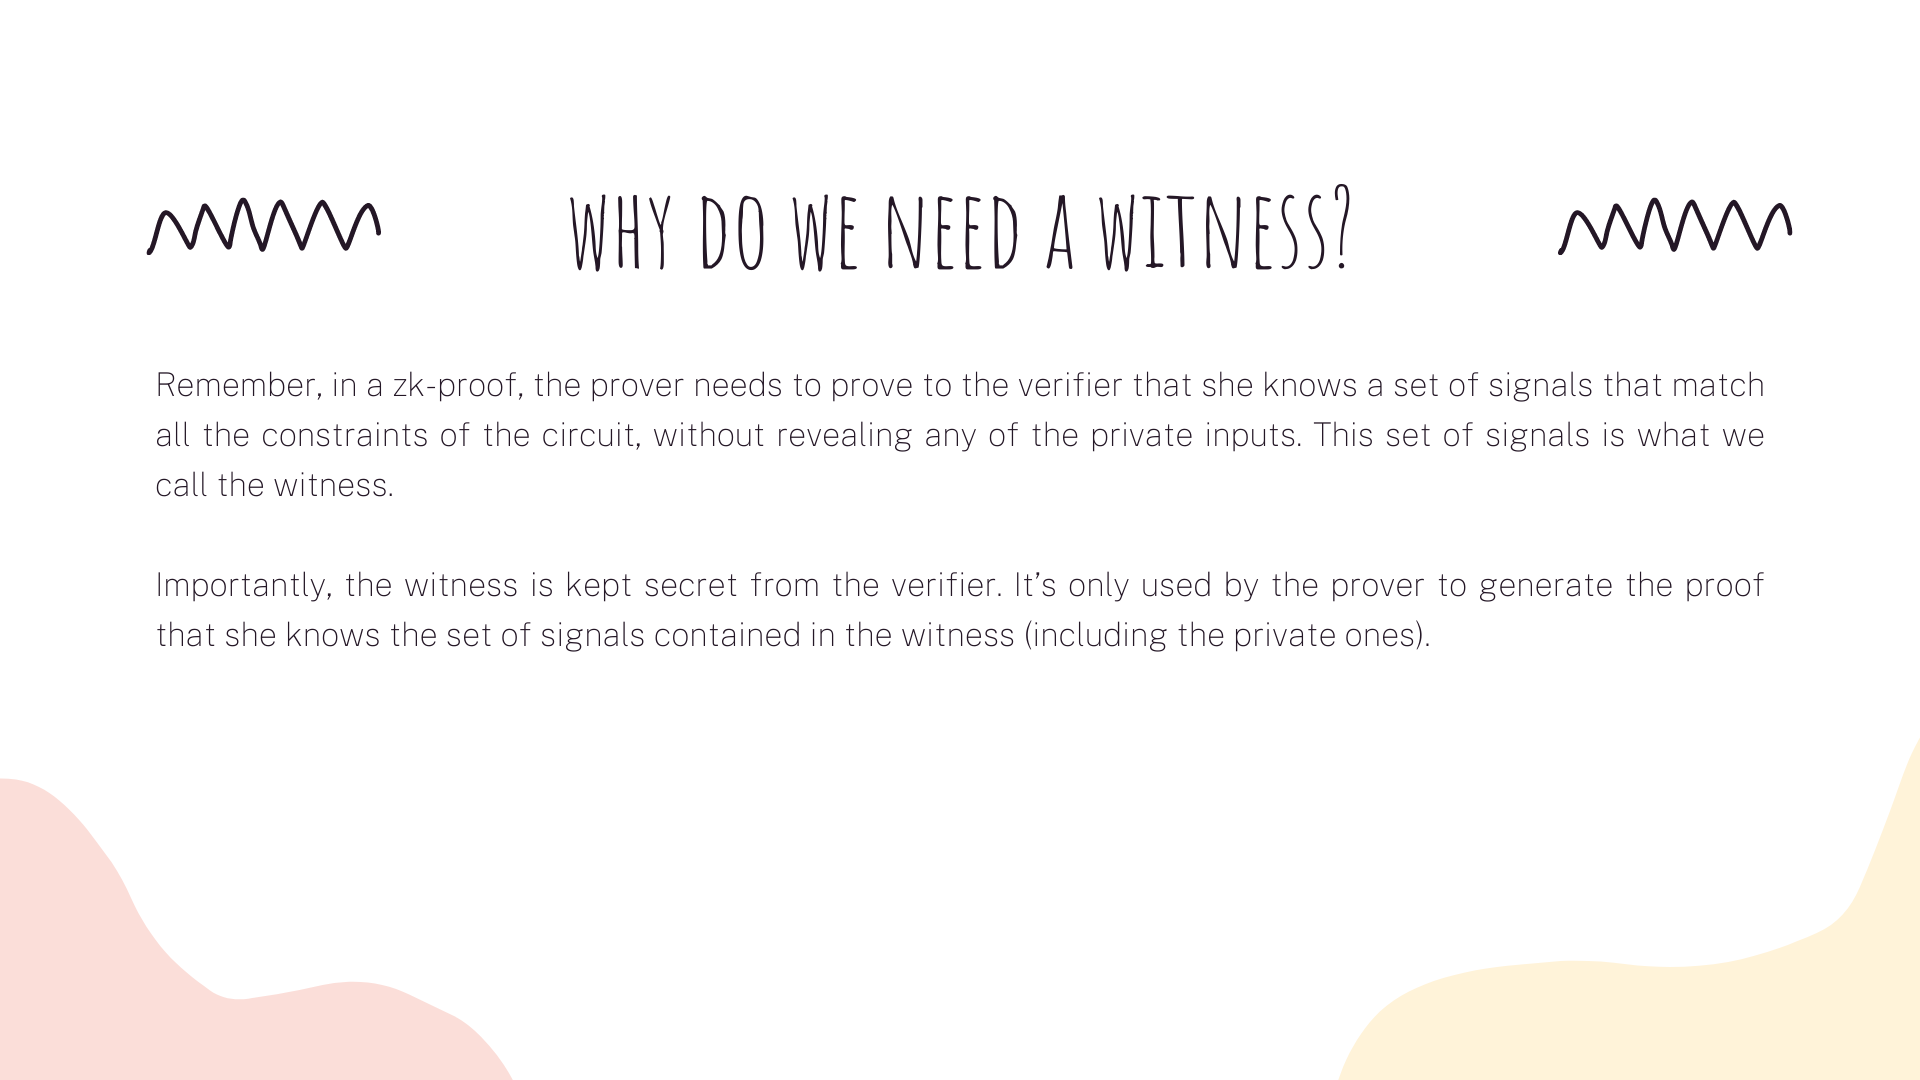 WHY DO WE NEED A WITNESS?
Remember, in a zk-proof, the prover needs to prove to the verifier that she knows a set of signals that match
all the constraints of the circuit, without revealing any of the private inputs. This set of signals is what we
call the witness.
Importantly, the witness is kept secret from the verifier. It’s only used by the prover to generate the proof
that she knows the set of signals contained in the witness (including the private ones).